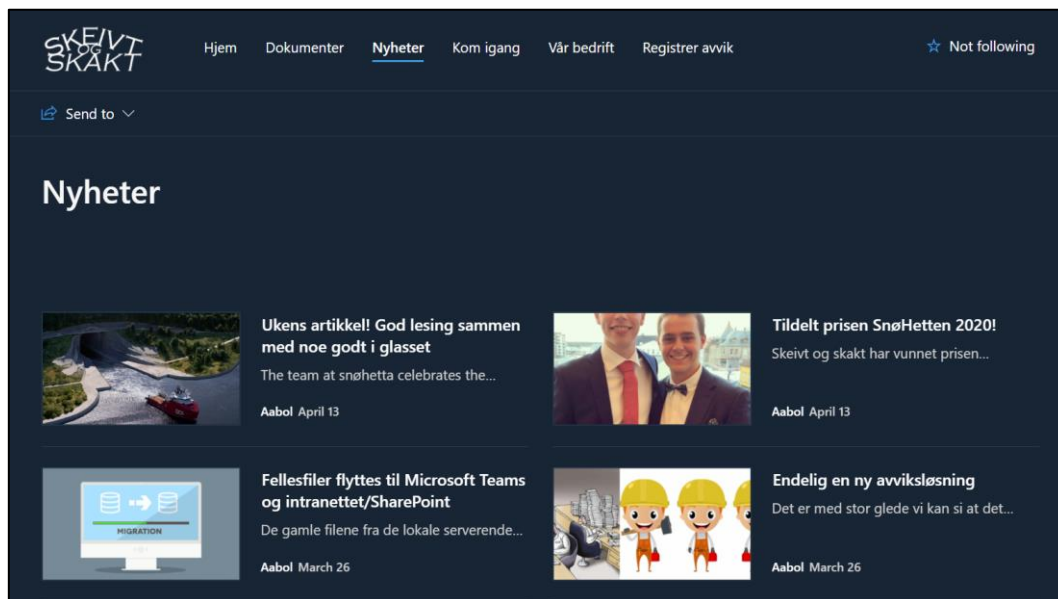 SKEIVT
OG
SKAKT
Hjem Dokumenter Nyheter Kom igang Vår bedrift Registrer avvik Not following
Send to
Nyheter
Ukens artikkel! God lesing sammen
med noe godt i glasset
The team at snøhetta celebrates the...
Aabol April 13
Tildelt prisen SnøHetten 2020!
Skeivt og skakt har vunnet prisen...
Aabol April 13
MIGRATION
Fellesfiler flyttes til Microsoft Teams
og intranettet/SharePoint
De gamle filene fra de lokale serverende...
Aabol March 26
Endelig en ny avviksløsning
Det er med stor glede vi kan si at det...
Aabol March 26